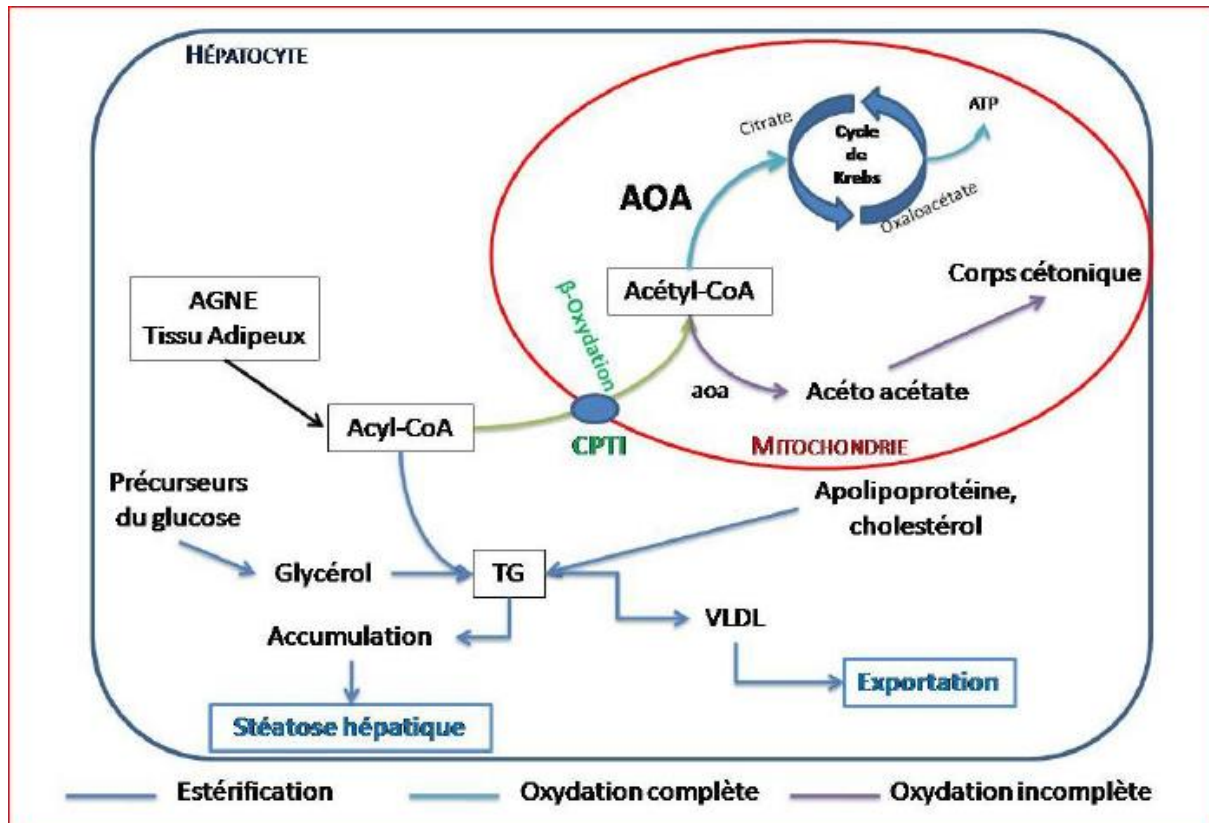 HÉPATOCYTE
ATP
Citrate
Cycle
de
Krebs
Oxaloacétate
AOA
AGNE
Tissu Adipeux
β-Oxydation
Acétyl-CoA
Corps cétonique
aoa
Acéto acétate
Acyl-CoA
CPTI
MITOCHONDRIE
Précurseurs
du glucose
Apolipoprotéine,
cholestérol
Glycérol
TG
Accumulation
VLDL
Exportation
Stéatose hépatique
Estérification
Oxydation complète
Oxydation incomplète